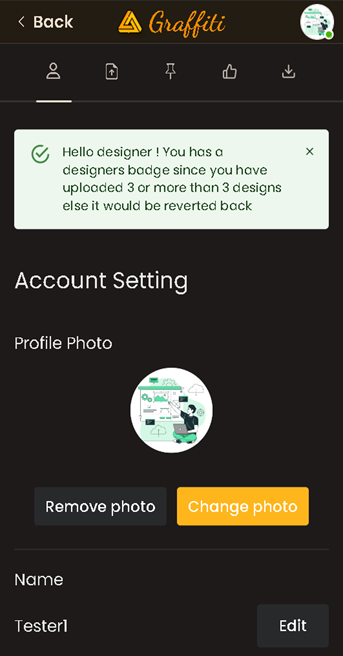 Back
Graffiti
Hello designer ! You has a
designers badge since you have
uploaded 3 or more than 3 designs
else it would be reverted back
Account Setting
Profile Photo
Remove photo
Change photo
Name
Tester1
Edit